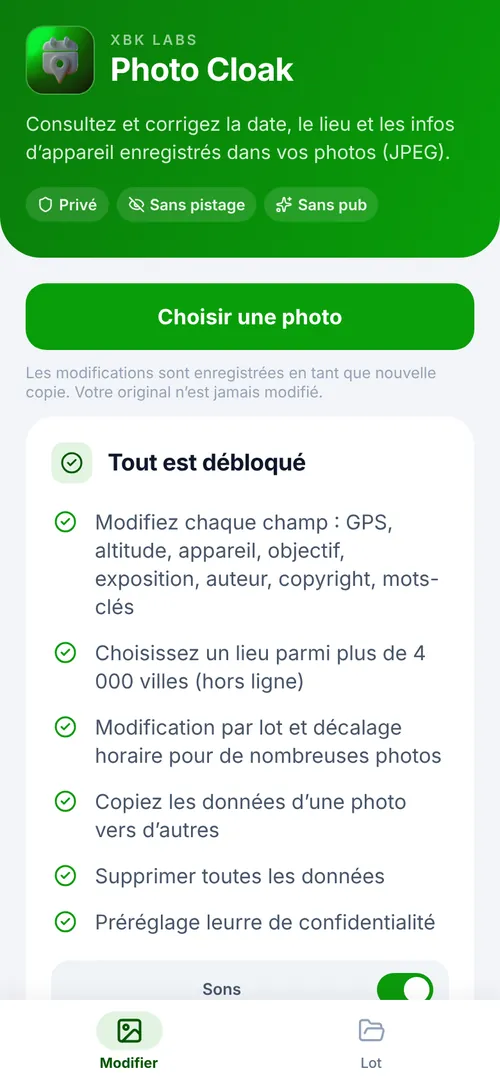 XBK LABS
Photo Cloak
Consultez et corrigez la date, le lieu et les infos
d’appareil enregistrés dans vos photos (JPEG).
Privé
Sans pistage
Sans pub
Choisir une photo
Les modifications sont enregistrées en tant que nouvelle
copie. Votre original n’est jamais modifié.
Tout est débloqué
Modifiez chaque champ : GPS,
altitude, appareil, objectif,
exposition, auteur, copyright, mots-
clés
Choisissez un lieu parmi plus de 4
000 villes (hors ligne)
Modification par lot et décalage
horaire pour de nombreuses photos
Copiez les données d’une photo
vers d’autres
Supprimer toutes les données
Préréglage leurre de confidentialité
Sons
Modifier
Lot